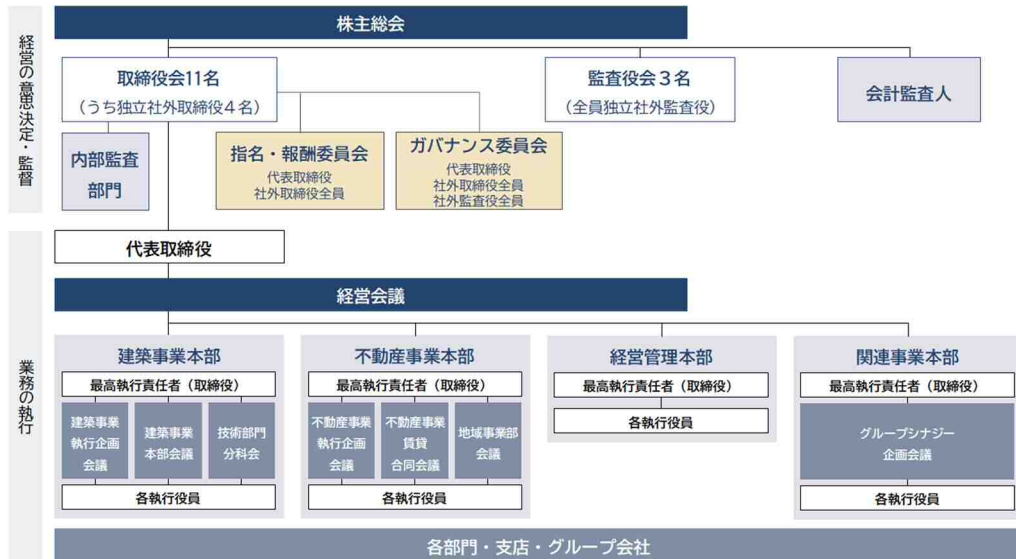 経営の意思決定・監督
株主総会
取締役会11名
（うち独立社外取締役４名）
監査役会３名
（全員独立社外監査役）
会計監査人
内部監査
部門
指名・報酬委員会
代表取締役
社外取締役全員
ガバナンス委員会
代表取締役
社外取締役全員
社外監査役全員
業務の執行
代表取締役
経営会議
建築事業本部
最高執行責任者（取締役）
建築事業
執行企画
会議
建築事業
本部会議
技術部門
分科会
各執行役員
不動産事業本部
最高執行責任者（取締役）
不動産事業
執行企画
会議
不動産事業
賃貸
合同会議
地域事業部
会議
各執行役員
経営管理本部
最高執行責任者（取締役）
各執行役員
関連事業本部
最高執行責任者（取締役）
グループシナジー
企画会議
各執行役員
各部門・支店・グループ会社